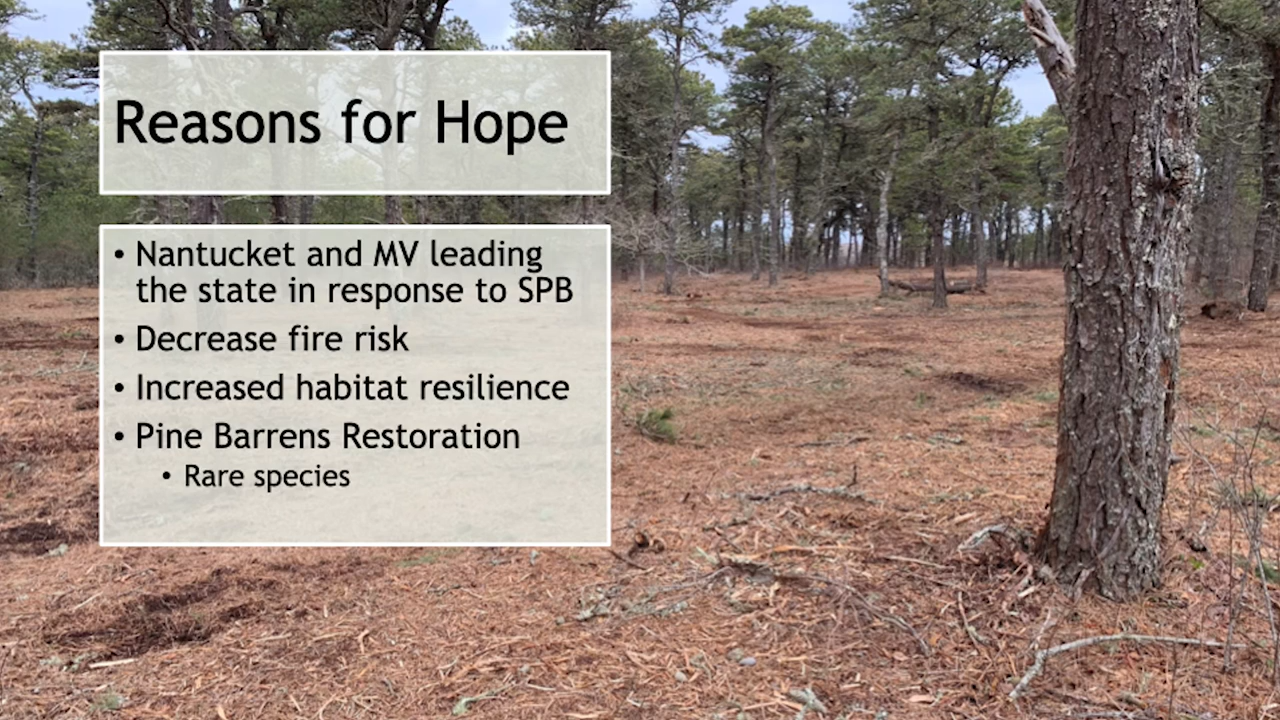 Reasons for Hope
• Nantucket and MV leading
the state in response to SPB
• Decrease fire risk
• Increased habitat resilience
• Pine Barrens Restoration
• Rare species